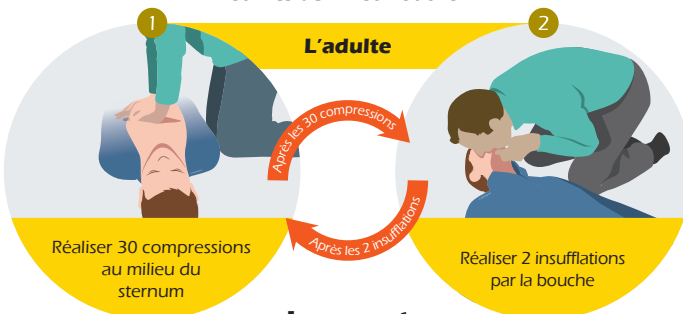 1
2
L'adulte
Après les 30 compressions
Après les 2 insufflations
Réaliser 30 compressions
au milieu du
sternum
Réaliser 2 insufflations
par la bouche